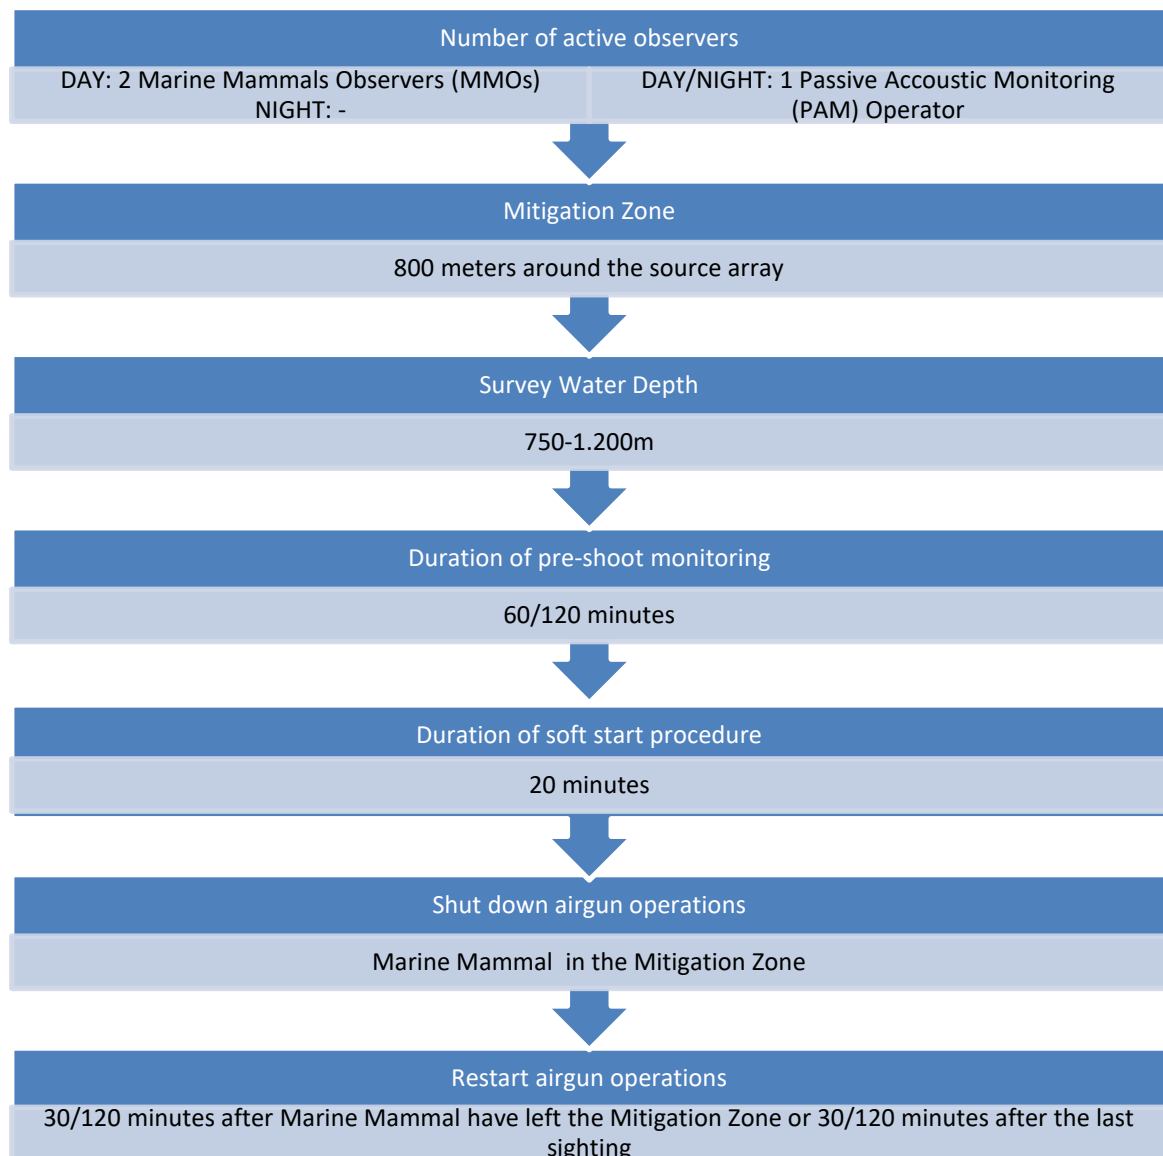 Number of active observers
DAY: 2 Marine Mammals Observers (MMOs)
NIGHT: -
DAY/NIGHT: 1 Passive Accoustic Monitoring
(PAM) Operator
Mitigation Zone
800 meters around the source array
Survey Water Depth
750-1.200m
Duration of pre-shoot monitoring
60/120 minutes
Duration of soft start procedure
20 minutes
Shut down airgun operations
Marine Mammal in the Mitigation Zone
Restart airgun operations
30/120 minutes after Marine Mammal have left the Mitigation Zone or 30/120 minutes after the last
sighting